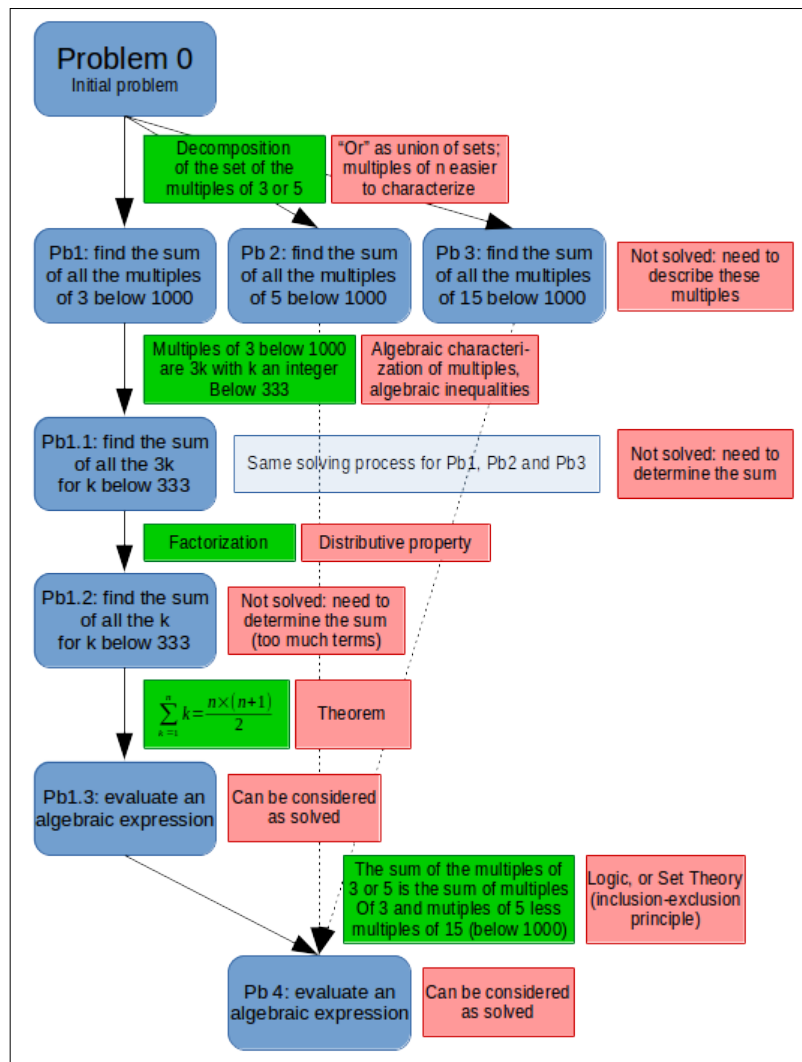 Problem 0
Initial problem
Decomposition
of the set of the
multiples of 3 or 5
“Or” as union of sets;
multiples of n easier
to characterize
Pb1: find the sum
of all the multiples
of 3 below 1000
Pb 2: find the sum
of all the multiples
of 5 below 1000
Pb 3: find the sum
of all the multiples
of 15 below 1000
Not solved: need to
describe these
multiples
Multiples of 3 below 1000
are 3k with k an integer
Below 333
Algebraic characteri-
zation of multiples,
algebraic inequalities
Pb1.1: find the sum
of all the 3k
for k below 333
Same solving process for Pb1, Pb2 and Pb3
Not solved: need to
determine the sum
Factorization
Distributive property
Pb1.2: find the sum
of all the k
for k below 333
Not solved: need to
determine the sum
(too much terms)
∑_{k=1}^{n} k = n×(n+1)/2
Theorem
Pb1.3: evaluate an
algebraic expression
Can be considered
as solved
The sum of the multiples of
3 or 5 is the sum of multiples
Of 3 and mutiples of 5 less
multiples of 15 (below 1000)
Logic, or Set Theory
(inclusion-exclusion
principle)
Pb 4: evaluate an
algebraic expression
Can be considered
as solved